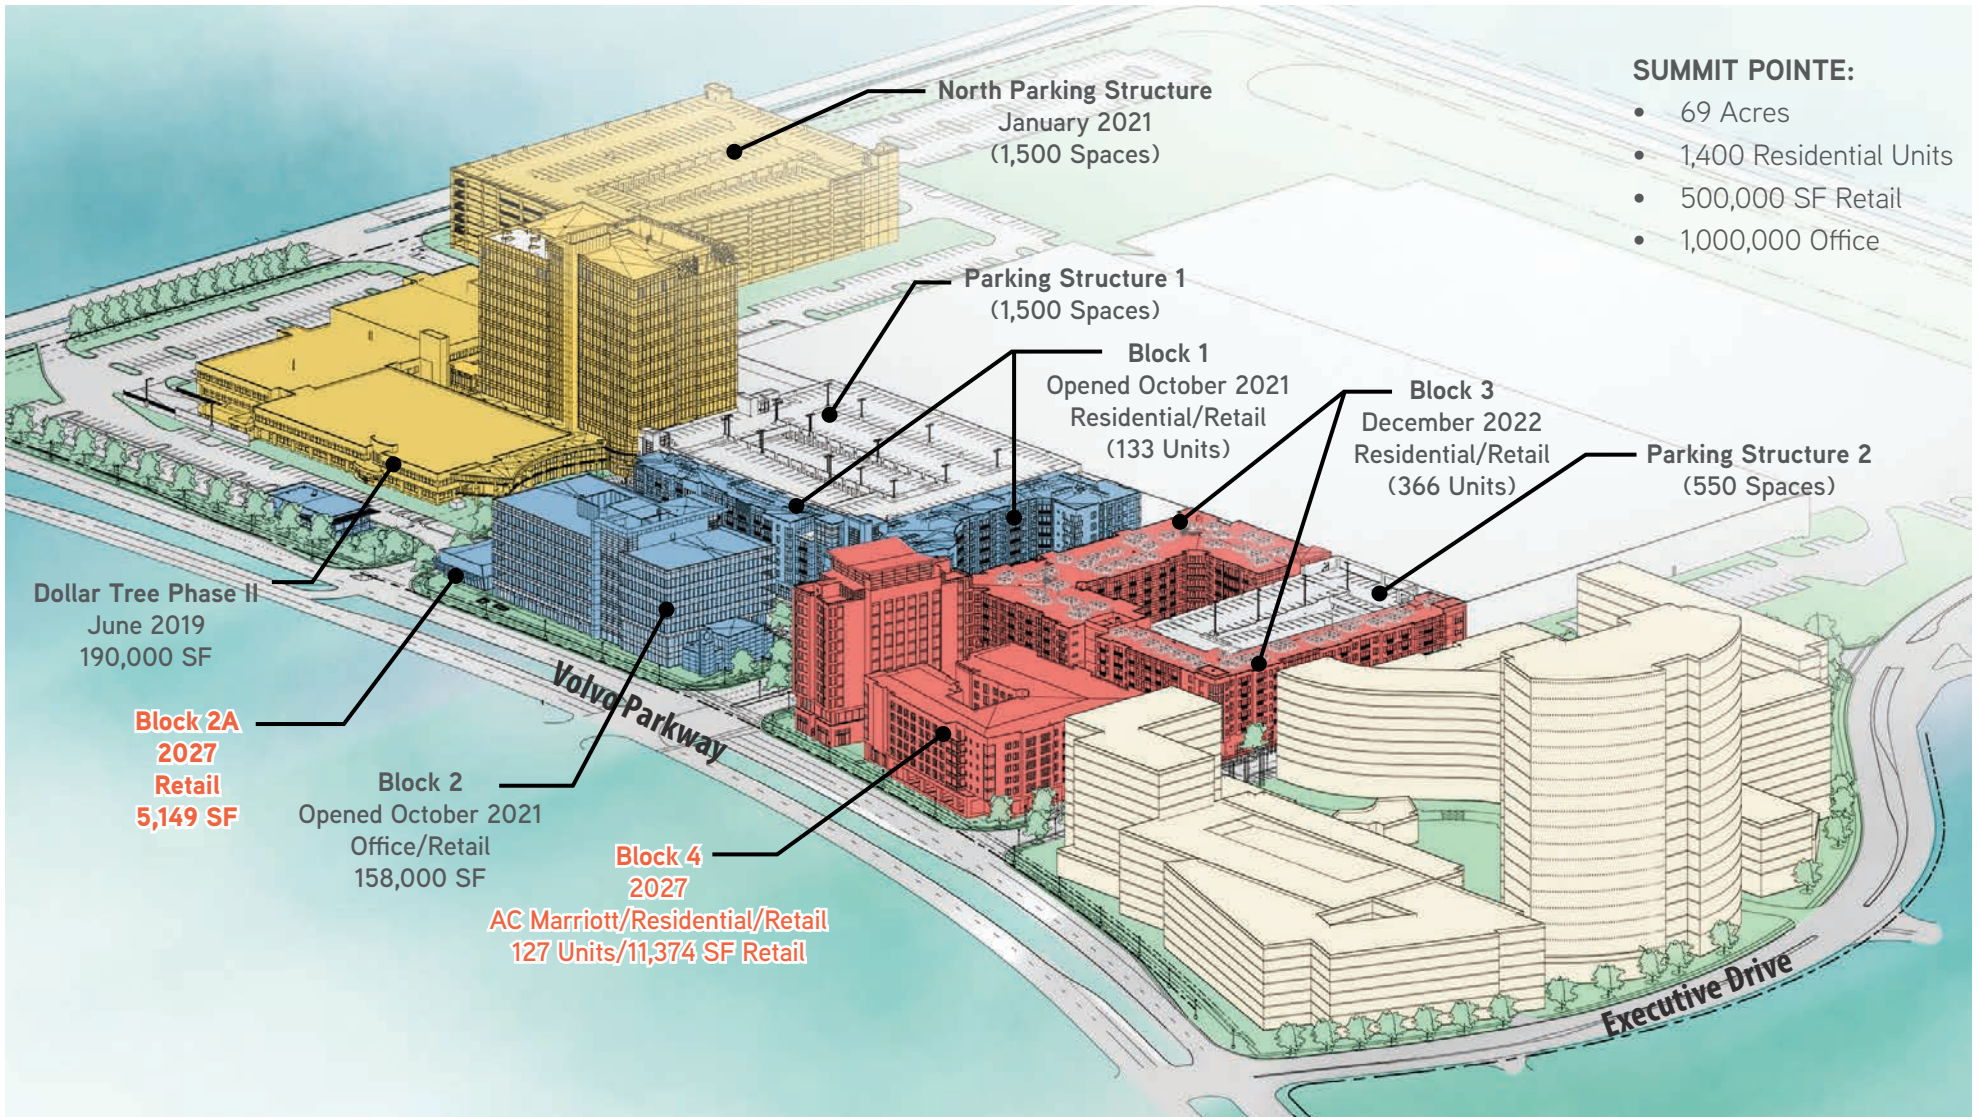 SUMMIT POINTE:
• 69 Acres
• 1,400 Residential Units
• 500,000 SF Retail
• 1,000,000 Office
North Parking Structure
January 2021
(1,500 Spaces)
Parking Structure 1
(1,500 Spaces)
Block 1
Opened October 2021
Residential/Retail
(133 Units)
Block 3
December 2022
Residential/Retail
(366 Units)
Parking Structure 2
(550 Spaces)
Dollar Tree Phase II
June 2019
190,000 SF
Block 2A
2027
Retail
5,149 SF
Block 2
Opened October 2021
Office/Retail
158,000 SF
Block 4
2027
AC Marriott/Residential/Retail
127 Units/11,374 SF Retail
Volvo Parkway
Executive Drive